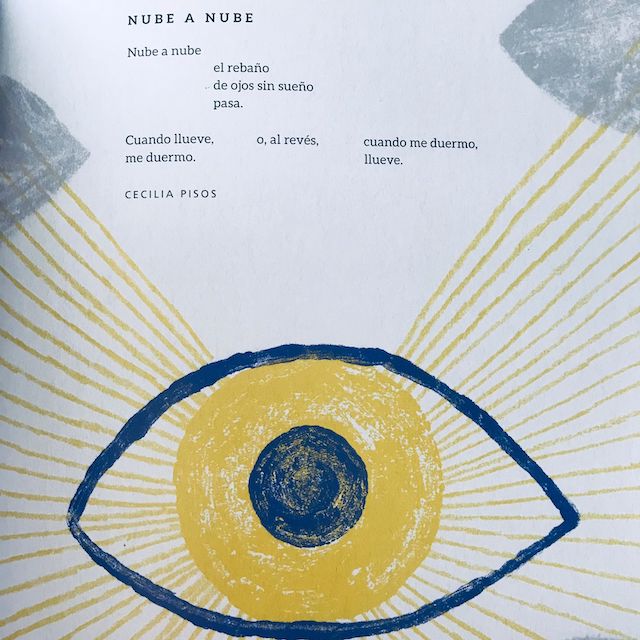 NUBE A NUBE
Nube a nube
el rebaño
de ojos sin sueño
pasa.
Cuando llueve, o, al revés, cuando me duermo,
me duermo. llueve.
CECILIA PISOS